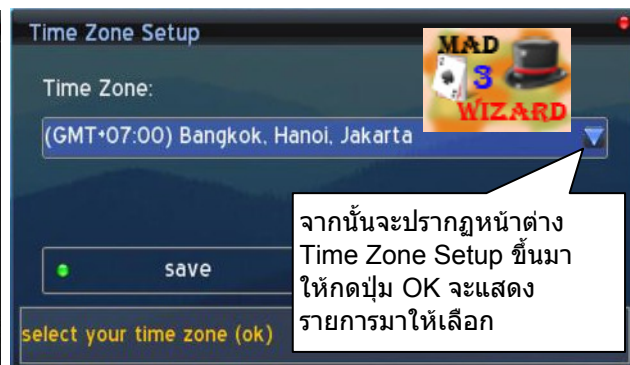 Time Zone Setup
MAD
3
WIZARD
Time Zone:
(GMT+07:00) Bangkok, Hanoi, Jakarta
จากนั้นจะปรากฏหน้าต่าง
Time Zone Setup ขึ้นมา
ให้กดปุ่ม OK จะแสดง
รายการมาให้เลือก
save
select your time zone (ok)